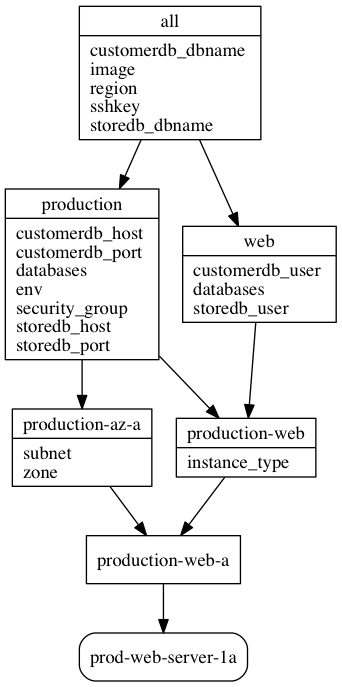 all
customerdb_dbname
image
region
sshkey
storedb_dbname
production
customerdb_host
customerdb_port
databases
env
security_group
storedb_host
storedb_port
web
customerdb_user
databases
storedb_user
production-az-a
subnet
zone
production-web
instance_type
production-web-a
prod-web-server-1a